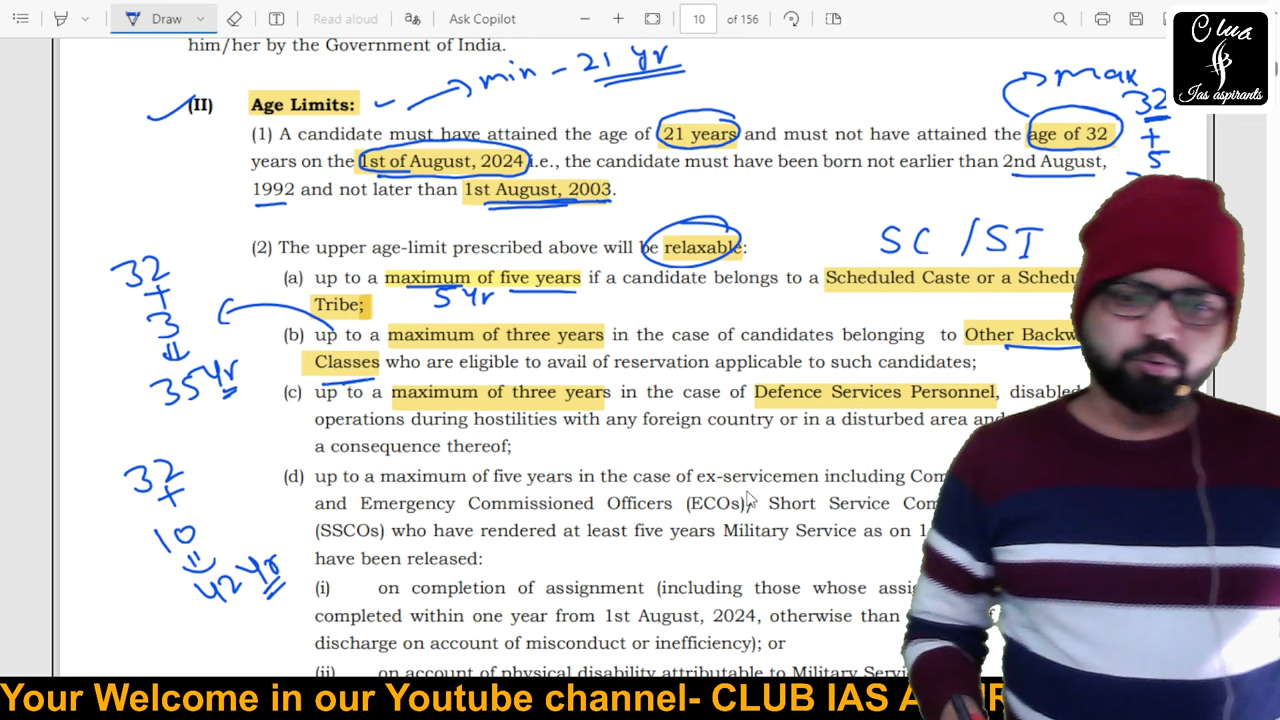 Draw
Read aloud
Ask Copilot
10 of 156
Clua
Ias aspirants
him/her by the Government of India.
min - 21 yr
max
32
+
5
(II) Age Limits:
(1) A candidate must have attained the age of 21 years and must not have attained the age of 32
years on the 1st of August, 2024 i.e., the candidate must have been born not earlier than 2nd August,
1992 and not later than 1st August, 2003.
SC / ST
(2) The upper age-limit prescribed above will be relaxable:
(a) up to a maximum of five years if a candidate belongs to a Scheduled Caste or a Schedu
5 yr
Tribe;
32
+
3
=
35 yr
(b) up to a maximum of three years in the case of candidates belonging to Other Backw
Classes who are eligible to avail of reservation applicable to such candidates;
(c) up to a maximum of three years in the case of Defence Services Personnel, disabled
operations during hostilities with any foreign country or in a disturbed area and
a consequence thereof;
32
+
10
=
42 yr
(d) up to a maximum of five years in the case of ex-servicemen including Com
and Emergency Commissioned Officers (ECOs)/ Short Service Com
(SSCOs) who have rendered at least five years Military Service as on 1
have been released:
(i) on completion of assignment (including those whose assig
completed within one year from 1st August, 2024, otherwise than
discharge on account of misconduct or inefficiency); or
(ii) on account of physical disability attributable to Military Servi
Your Welcome in our Youtube channel- CLUB IAS A